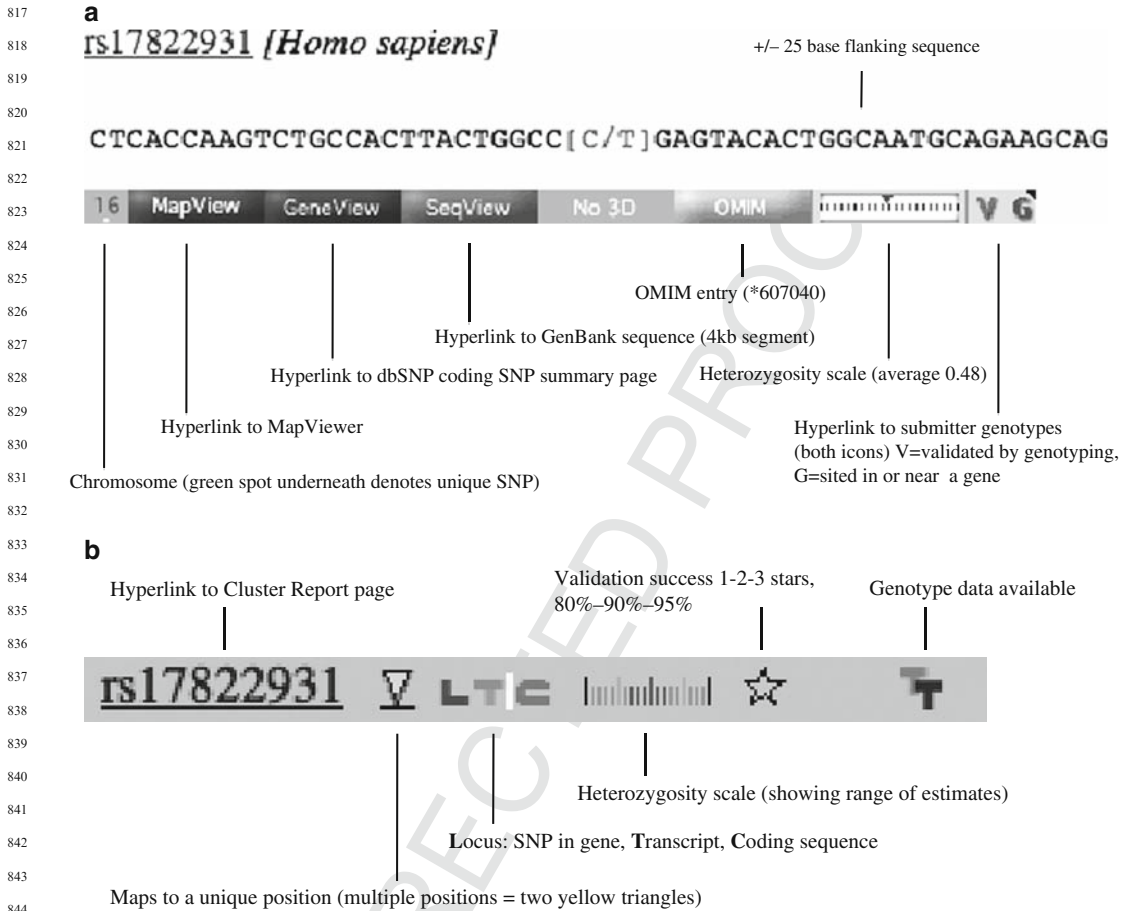 817
a
818
rs17822931 [Homo sapiens]
+/– 25 base flanking sequence
819
820
821
CTCACCAAGTCTGCCACTTACTGGCC[C/T]GAGTACACTGGCAATGCAGAAGCAG
822
823
16 MapView GeneView SeqView No 3D OMIM V G
824
825
OMIM entry (*607040)
826
827
Hyperlink to GenBank sequence (4kb segment)
828
Hyperlink to dbSNP coding SNP summary page
Heterozygosity scale (average 0.48)
829
Hyperlink to MapViewer
Hyperlink to submitter genotypes
830
(both icons) V=validated by genotyping,
831
Chromosome (green spot underneath denotes unique SNP)
G=sited in or near a gene
832
833
b
834
Hyperlink to Cluster Report page
Validation success 1-2-3 stars,
80%–90%–95%
Genotype data available
835
836
837
rs17822931 V LT|C TT
838
839
840
Heterozygosity scale (showing range of estimates)
841
842
Locus: SNP in gene, Transcript, Coding sequence
843
Maps to a unique position (multiple positions = two yellow triangles)
844
RECTED PROO